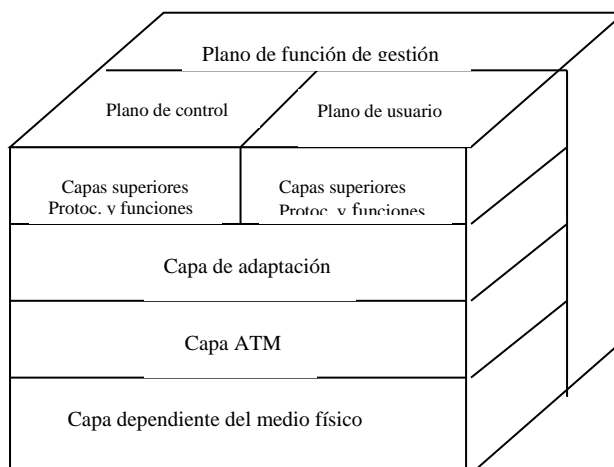 Plano de función de gestión
Plano de control
Plano de usuario
Capas superiores
Protoc. y funciones
Capas superiores
Protoc. y funciones
Capa de adaptación
Capa ATM
Capa dependiente del medio físico